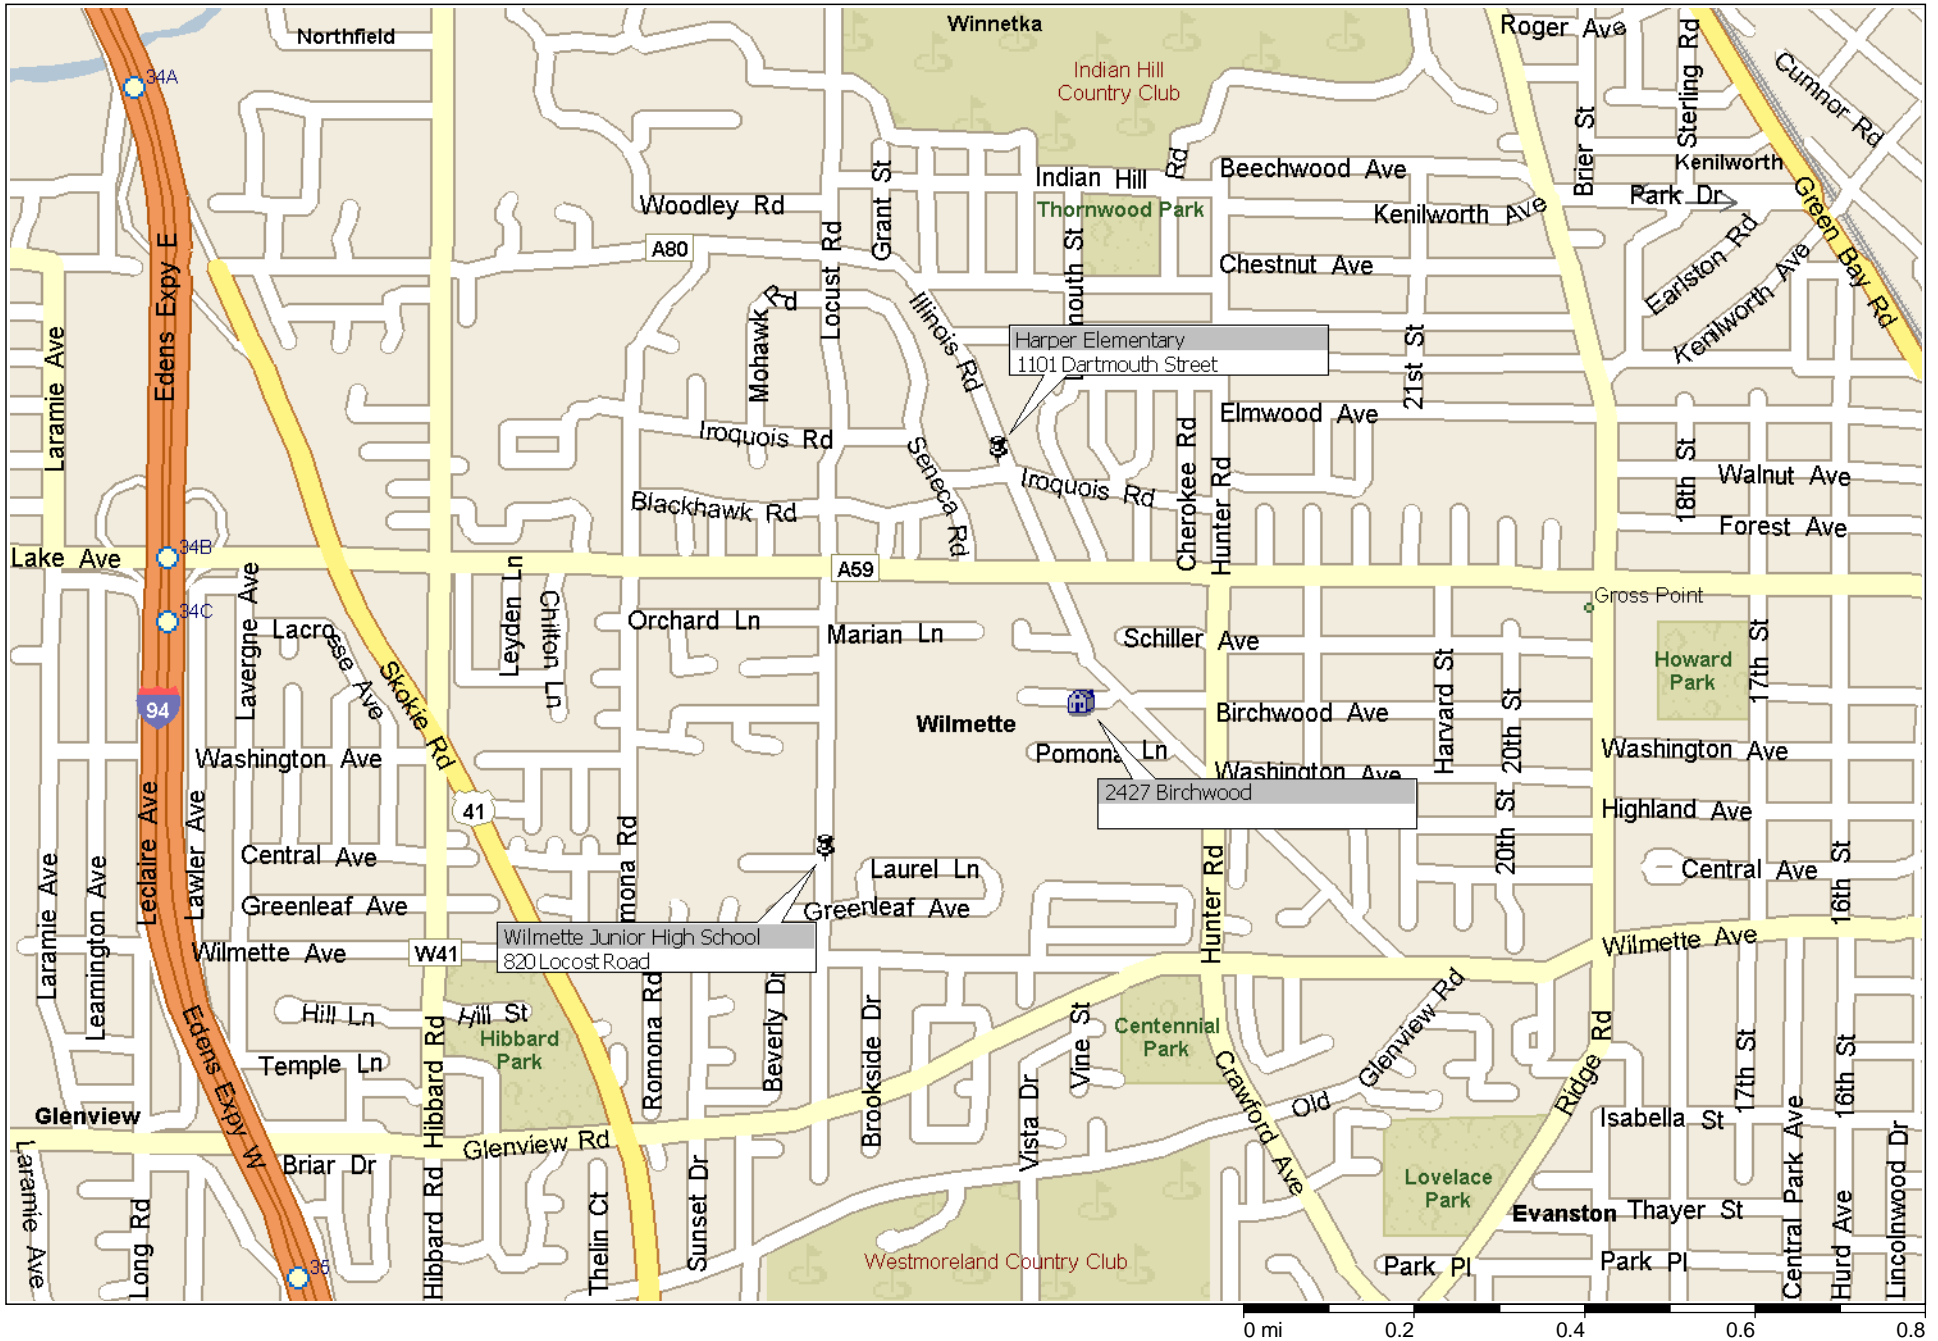 Northfield
Winnetka
Roger Ave
Sterling Rd
Indian Hill
Country Club
34A
Cumnor Rd
Brier St
Kenilworth
Grant St
Indian Hill Rd
Beechwood Ave
Park Dr
Woodley Rd
Thornwood Park
Kenilworth Ave
Green Bay Rd
A80
Edens Expy E
Locust Rd
mouth St
Chestnut Ave
Earlston Rd
Kenilworth Ave
Mohawk Rd
Illinois Rd
Laramie Ave
Harper Elementary
1101 Dartmouth Street
21st St
Elmwood Ave
Iroquois Rd
Seneca Rd
Iroquois Rd
Cherokee Rd
Hunter Rd
18th St
Walnut Ave
Blackhawk Rd
Forest Ave
Lake Ave
34B
A59
Gross Point
34C
Lavergne Ave
Lacrosse Ave
Leyden Ln
Chilton Ln
Orchard Ln
Marian Ln
Schiller Ave
Harvard St
Howard
Park
17th St
94
Skokie Rd
Wilmette
Birchwood Ave
20th St
Washington Ave
Pomona Ln
Washington Ave
Washington Ave
2427 Birchwood
41
Leclaire Ave
Lawler Ave
Highland Ave
20th St
Central Ave
mona Rd
Laurel Ln
Hunter Rd
Central Ave
16th St
Laramie Ave
Leamington Ave
Greenleaf Ave
Greenleaf Ave
Wilmette Junior High School
820 Locost Road
Wilmette Ave
W41
Wilmette Ave
Hill Ln
Hill St
Hibbard
Park
Romona Rd
Beverly Dr
Brookside Dr
Vine St
Centennial
Park
Glenview Rd
Old
Ridge Rd
Edens Expy W
Temple Ln
Hibbard Rd
Vista Dr
Crawford Ave
17th St
16th St
Glenview
Glenview Rd
Isabella St
Central Park Ave
Laramie Ave
Briar Dr
Long Rd
Hibbard Rd
Thelin Ct
Sunset Dr
Lovelace
Park
Evanston
Thayer St
Hurd Ave
Lincolnwood Dr
35
Westmoreland Country Club
Park Pl
Park Pl
0 mi
0.2
0.4
0.6
0.8